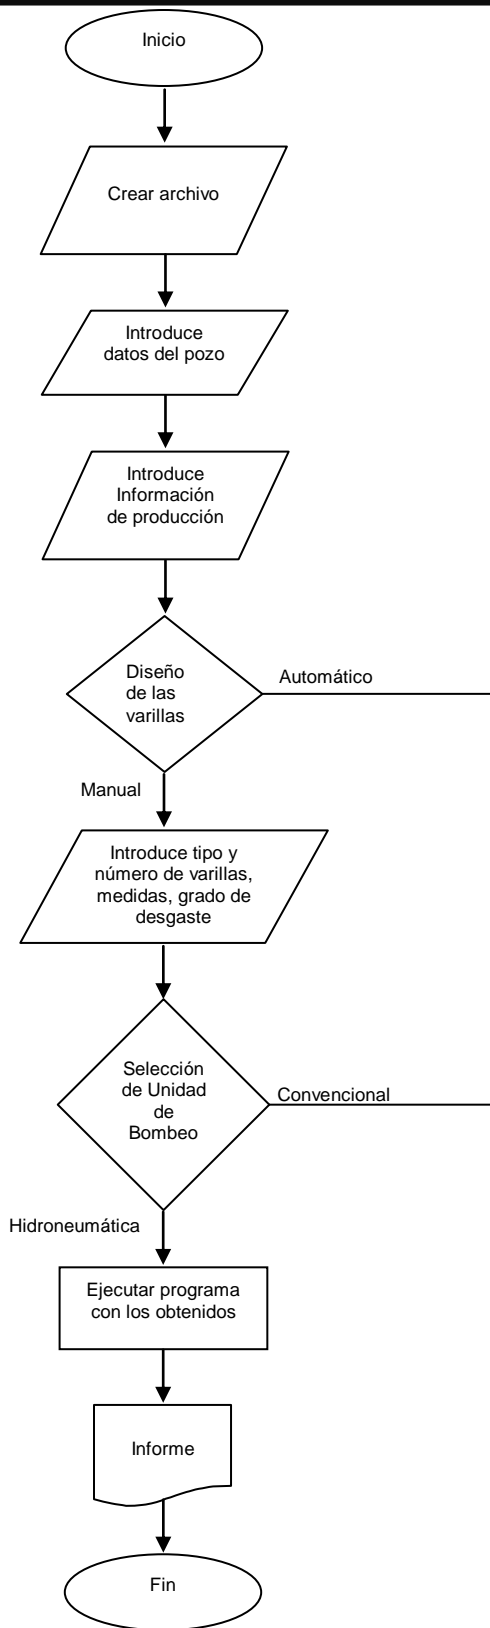 Inicio
Crear archivo
Introduce
datos del pozo
Introduce
Información
de producción
Diseño
de las
varillas
Automático
Manual
Introduce tipo y
número de varillas,
medidas, grado de
desgaste
Selección
de Unidad
de
Bombeo
Convencional
Hidroneumática
Ejecutar programa
con los obtenidos
Informe
Fin